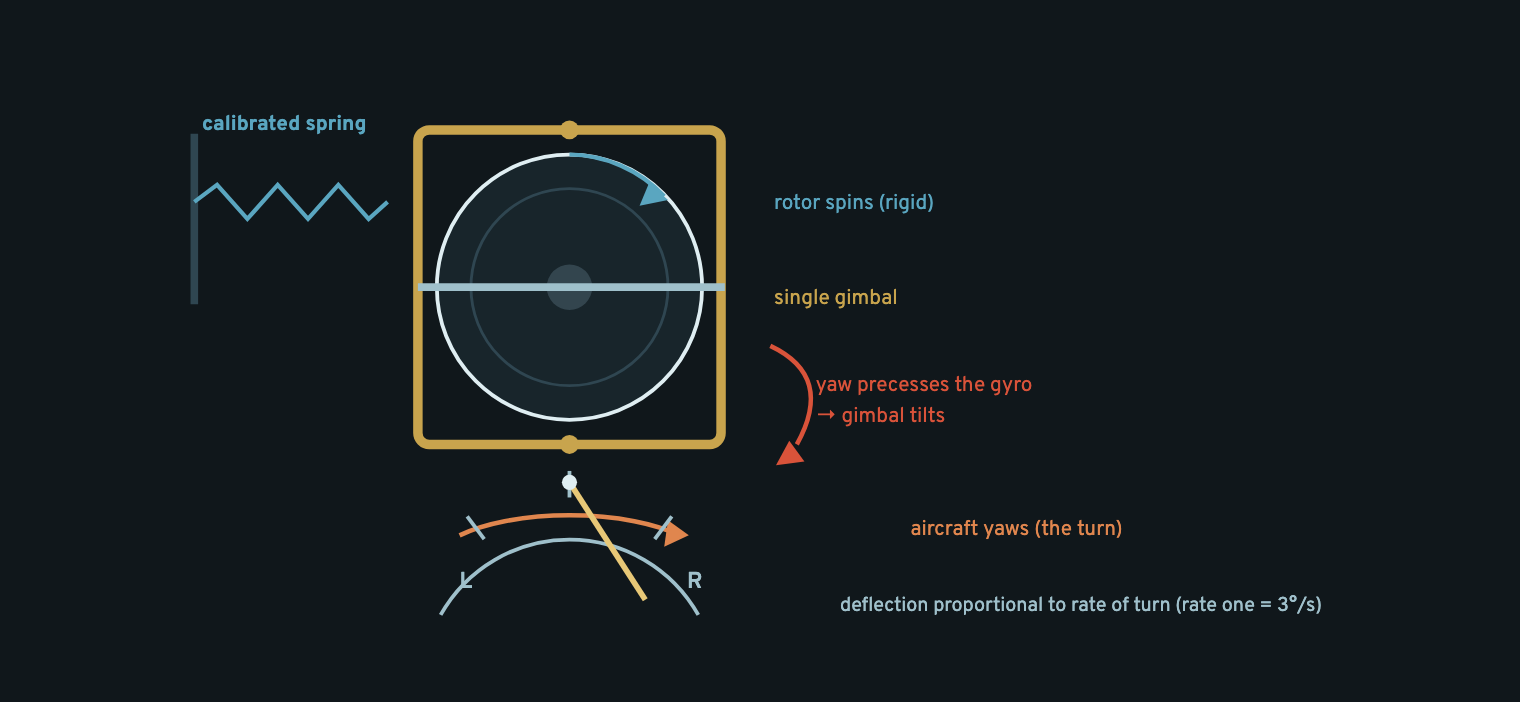 calibrated spring
rotor spins (rigid)
single gimbal
yaw precesses the gyro
→ gimbal tilts
aircraft yaws (the turn)
L
R
deflection proportional to rate of turn (rate one = 3°/s)